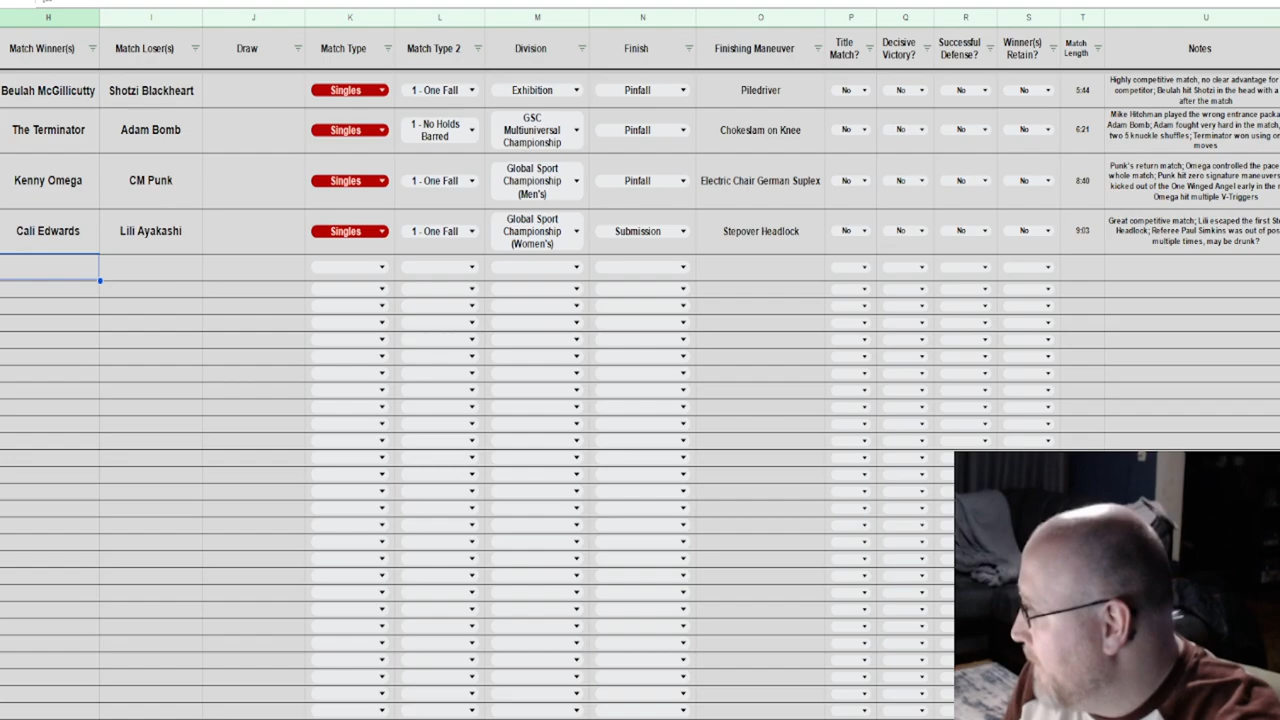 H I J K L M N O P Q R S T U
Match Winner(s) Match Loser(s) Draw Match Type Match Type 2 Division Finish Finishing Maneuver Title Match? Decisive Victory? Successful Defense? Winner(s) Retain? Match Length Notes
Beulah McGillicutty Shotzi Blackheart Singles 1 - One Fall Exhibition Pinfall Piledriver No No No No 5:44
Highly competitive match, no clear advantage for
competitor; Beulah hit Shotzi in the head with a
after the match
The Terminator Adam Bomb Singles 1 - No Holds Barred GSC Multiuniversal Championship Pinfall Chokeslam on Knee No No No No 6:21
Mike Hitchman played the wrong entrance packa
Adam Bomb; Adam fought very hard in the match,
two 5 knuckle shuffles; Terminator won using on
moves
Kenny Omega CM Punk Singles 1 - One Fall Global Sport Championship (Men's) Pinfall Electric Chair German Suplex No No No No 8:40
Punk's return match; Omega controlled the pace
whole match; Punk hit zero signature maneuvers
kicked out of the One Winged Angel early in the m
Omega hit multiple V-Triggers
Cali Edwards Lili Ayakashi Singles 1 - One Fall Global Sport Championship (Women's) Submission Stepover Headlock No No No No 9:03
Great competitive match; Lili escaped the first Ste
Headlock; Referee Paul Simkins was out of pos
multiple times, may be drunk?